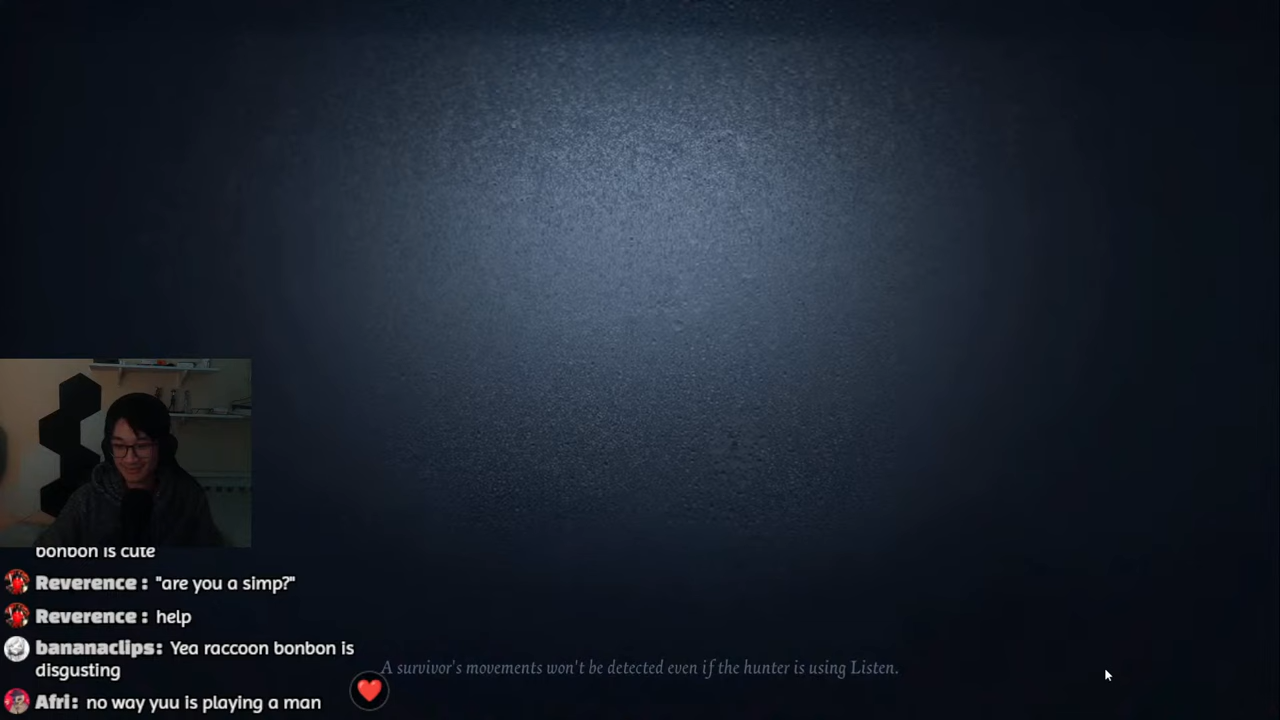 bonbon is cute
Reverence : "are you a simp?"
Reverence : help
bananaclips: Yea raccoon bonbon is
disgusting
Afri: no way yuu is playing a man
A survivor's movements won't be detected even if the hunter is using Listen.